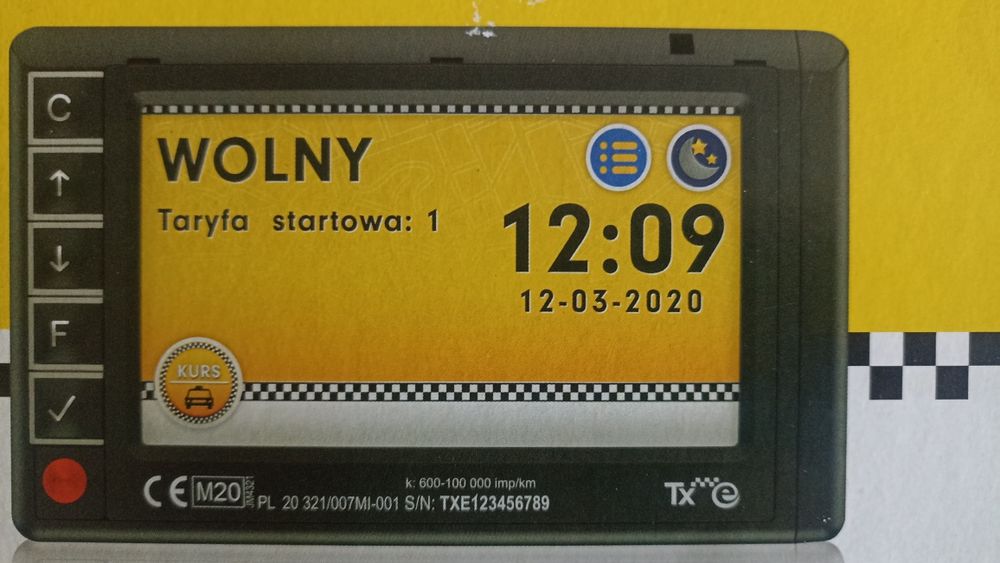 C
F
WOLNY
Taryfa startowa: 1
12:09
12-03-2020
KURS
CE M20
k: 600-100 000 imp/km
PL 20 321/007MI-001 S/N: TXE123456789
Tx e